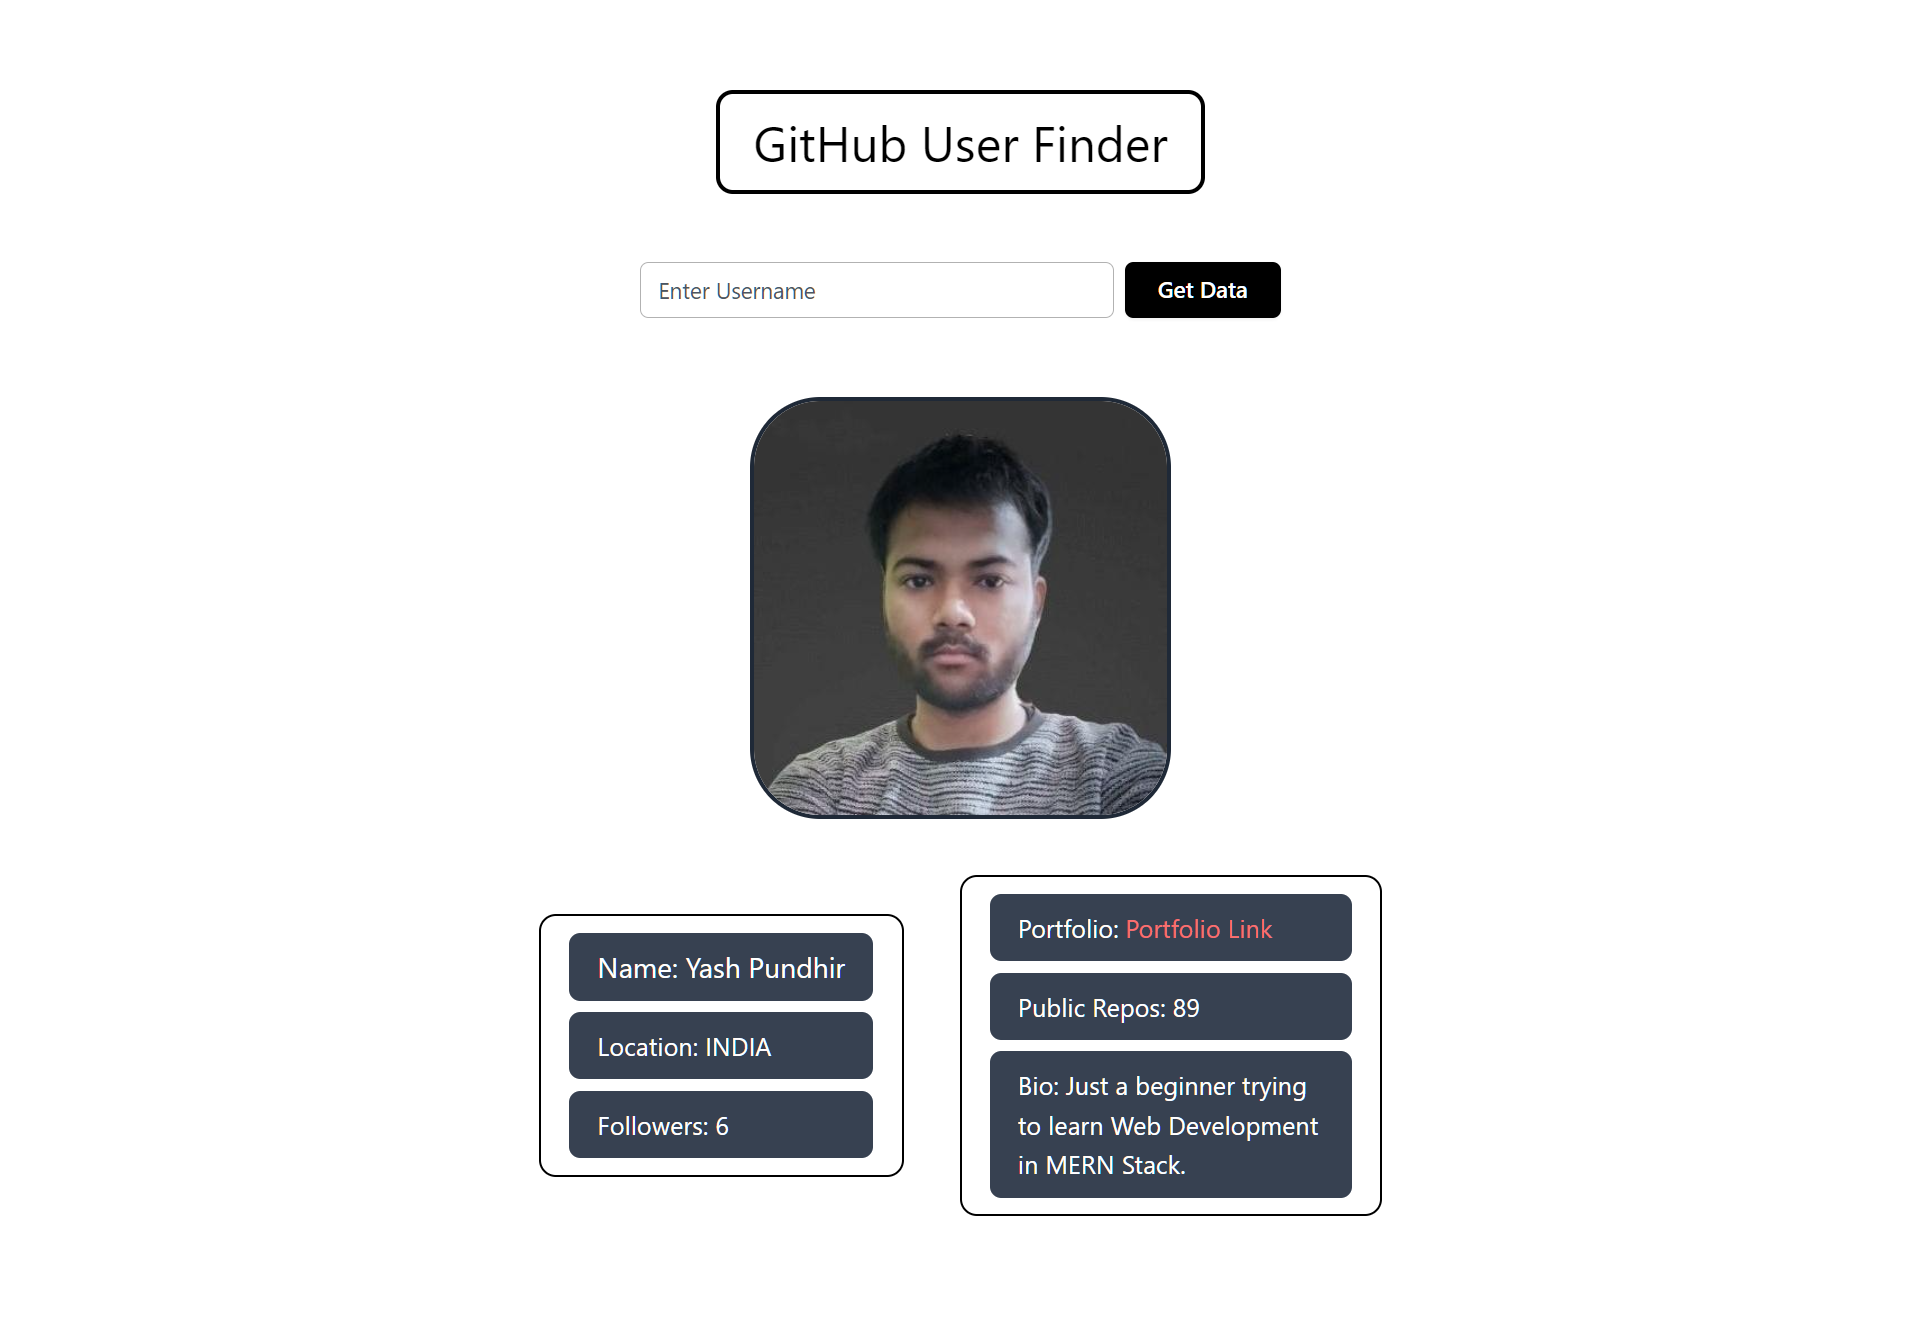 GitHub User Finder
Enter Username
Get Data
Name: Yash Pundhir
Location: INDIA
Followers: 6
Portfolio: Portfolio Link
Public Repos: 89
Bio: Just a beginner trying
to learn Web Development
in MERN Stack.